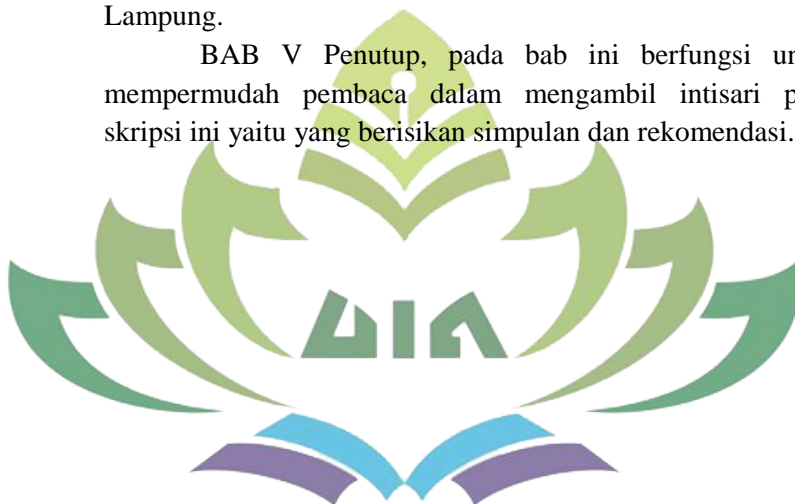 Lampung.
BAB V Penutup, pada bab ini berfungsi un
mempermudah pembaca dalam mengambil intisari p
skripsi ini yaitu yang berisikan simpulan dan rekomendasi.
UIN